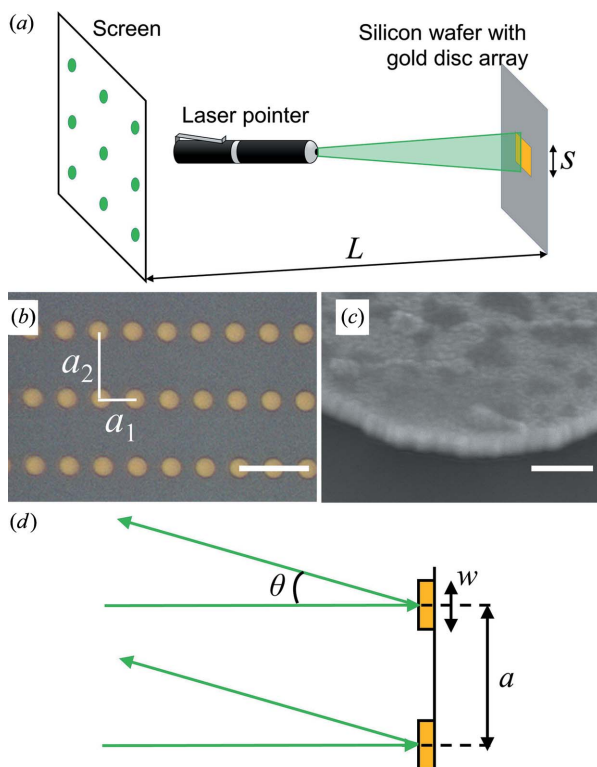 (a)
Screen
Silicon wafer with
gold disc array
Laser pointer
s
L
(b)
a2
a1
(c)
(d)
θ
w
a